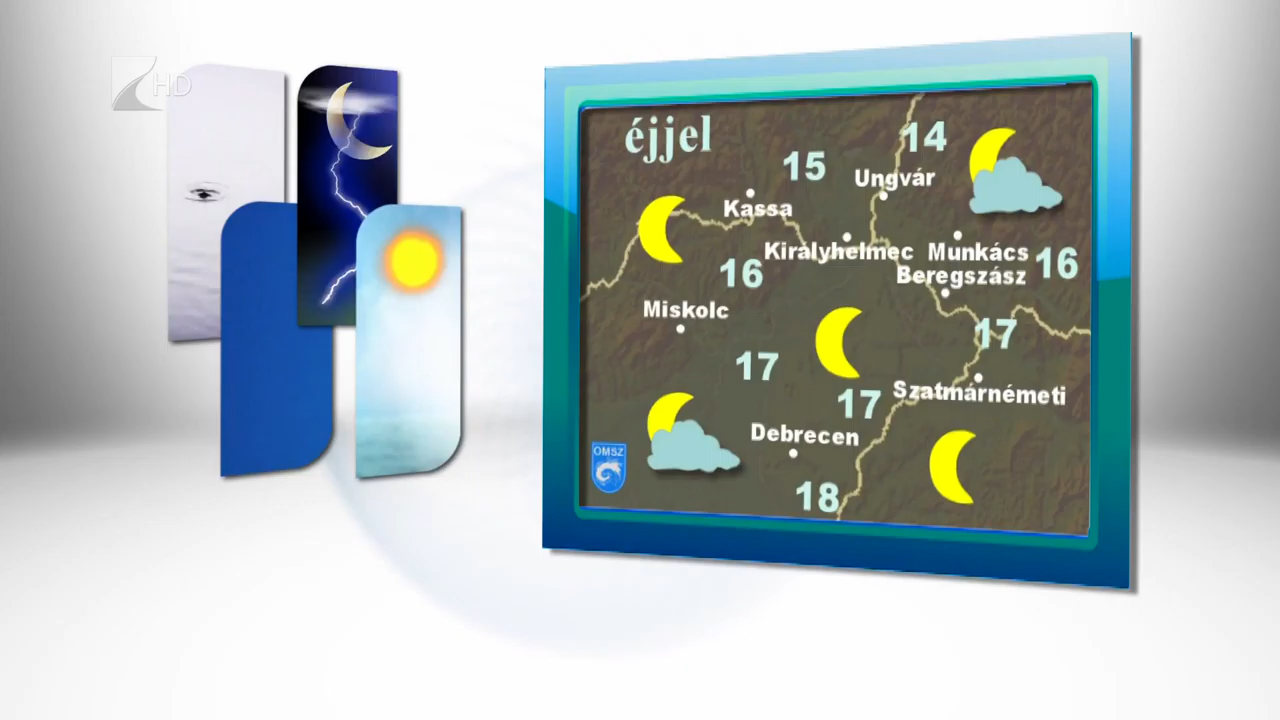 HD
éjjel
14
15
Ungvár
Kassa
Királyhelmec
Munkács
16
16
Beregszász
Miskolc
17
17
Szatmárnémeti
17
Debrecen
OMSZ
18